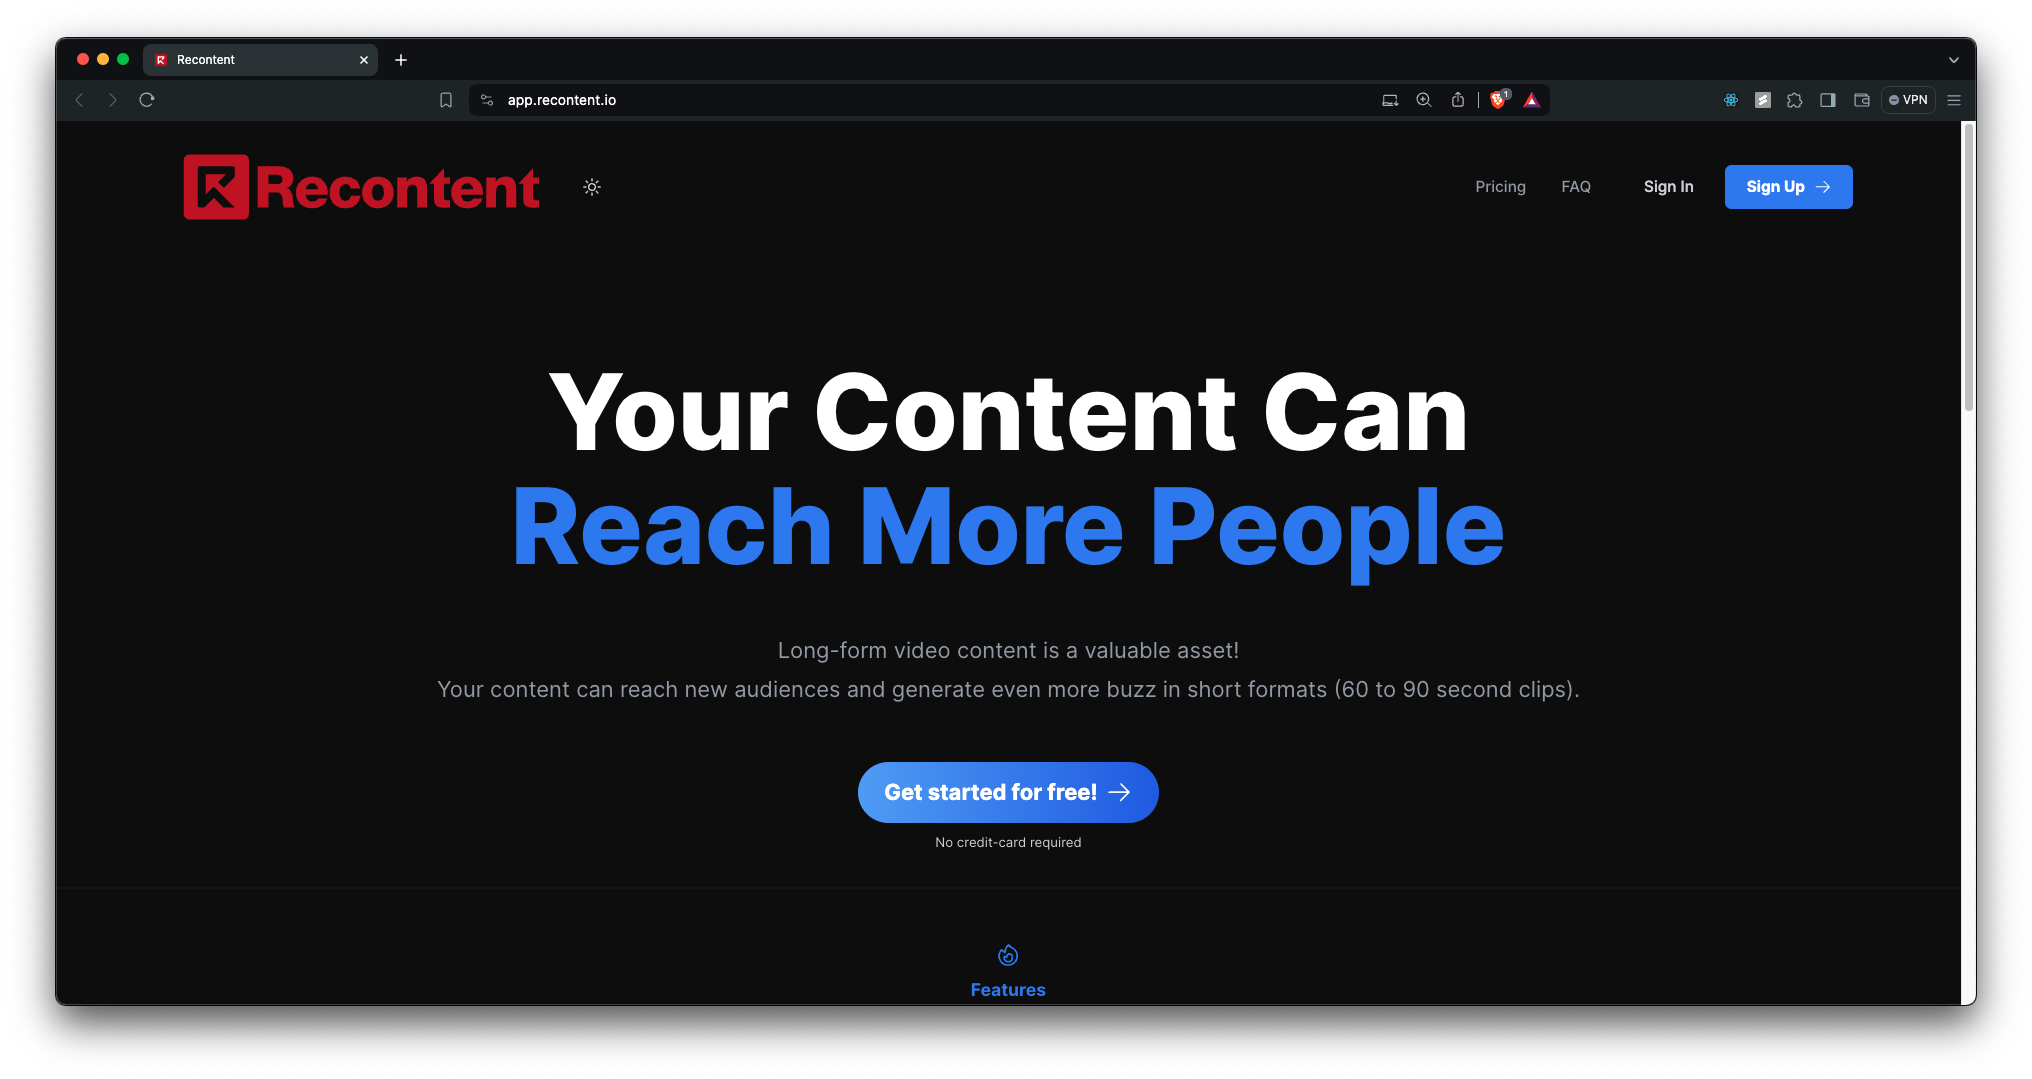 Recontent
app.recontent.io
1
VPN
Recontent
Pricing
FAQ
Sign In
Sign Up
Your Content Can
Reach More People
Long-form video content is a valuable asset!
Your content can reach new audiences and generate even more buzz in short formats (60 to 90 second clips).
Get started for free!
No credit-card required
Features